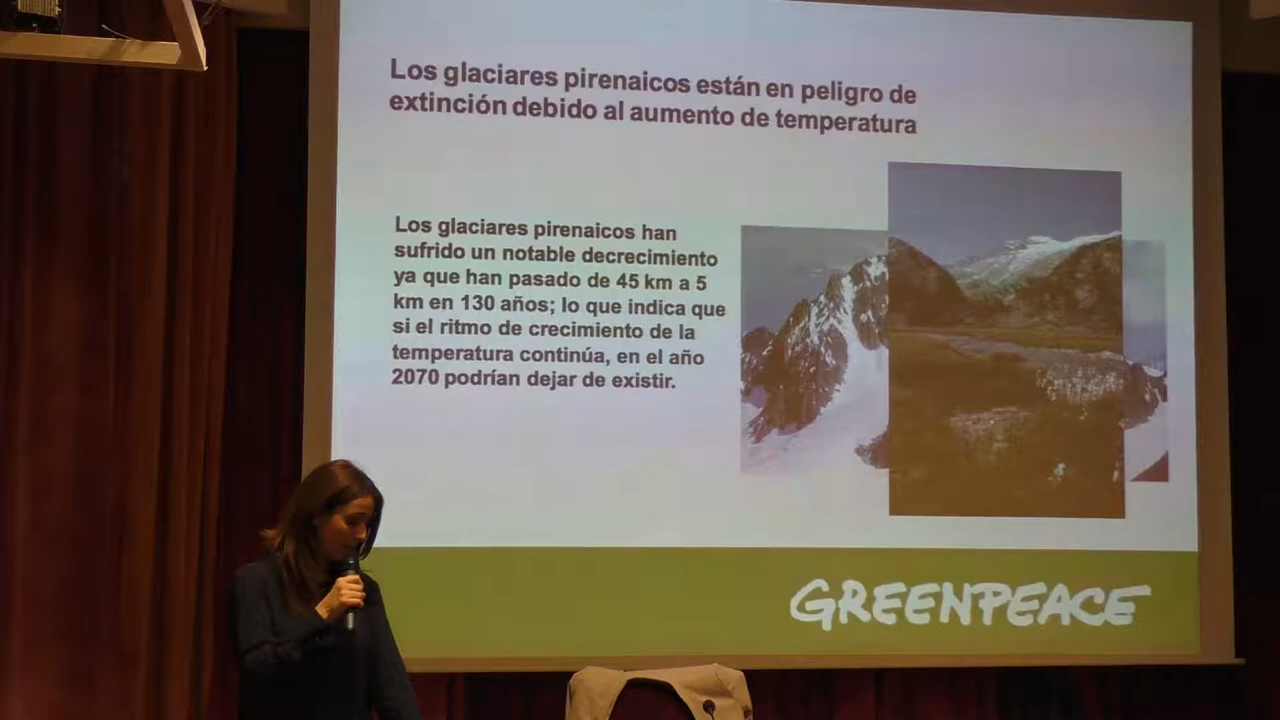 Los glaciares pirenaicos están en peligro de
extinción debido al aumento de temperatura
Los glaciares pirenaicos han
sufrido un notable decrecimiento
ya que han pasado de 45 km a 5
km en 130 años; lo que indica que
si el ritmo de crecimiento de la
temperatura continúa, en el año
2070 podrían dejar de existir.
GREENPEACE